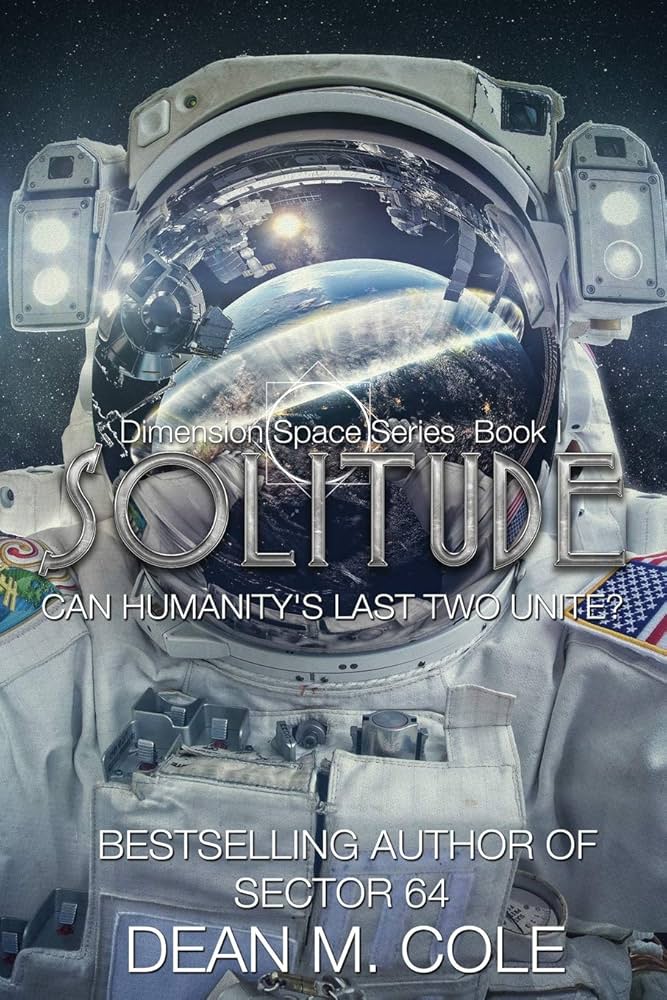 Dimension Space Series Book I
SOLITUDE
CAN HUMANITY'S LAST TWO UNITE?
BESTSELLING AUTHOR OF
SECTOR 64
DEAN M. COLE